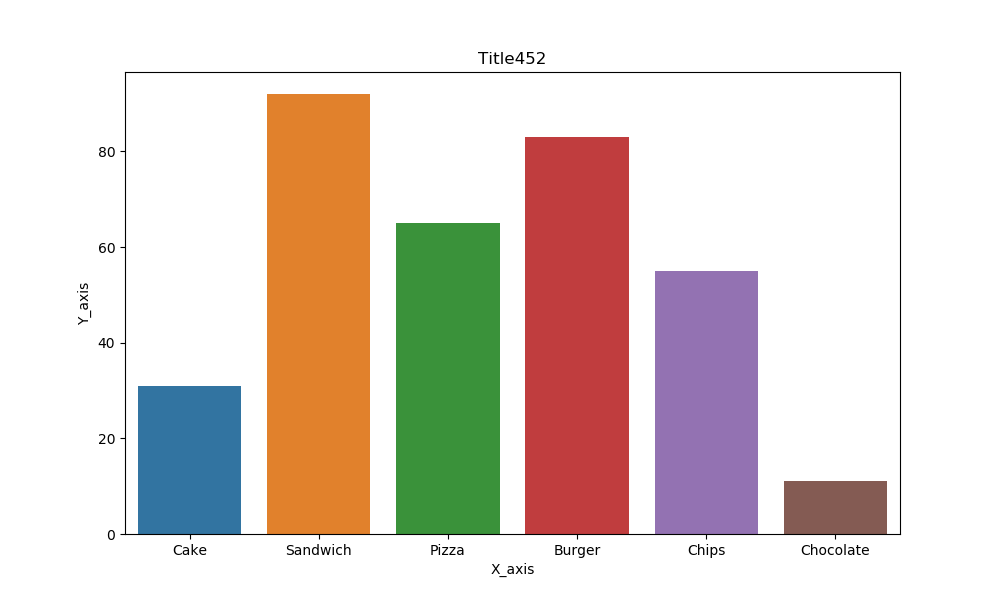 Title452
Y_axis
80
60
40
20
0
Cake Sandwich Pizza Burger Chips Chocolate
X_axis